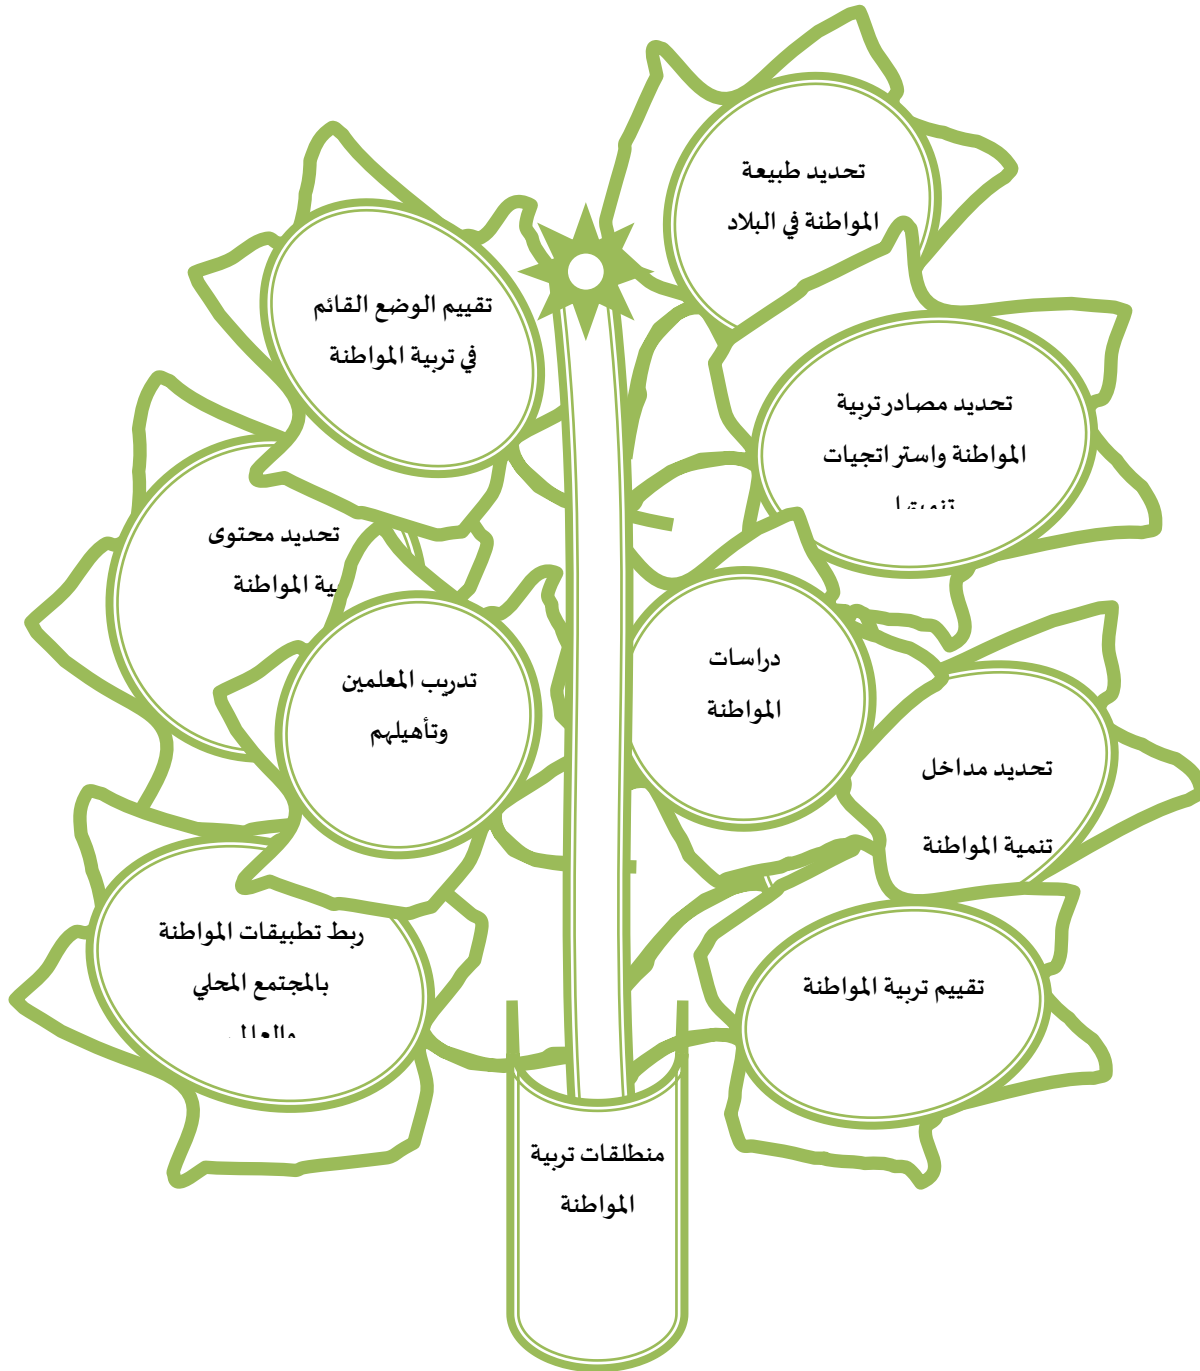 تحديد طبيعة
المواطنة في البلاد
تقييم الوضع القائم
في تربية المواطنة
تحديد مصادر تربية
المواطنة واستراتجيات
تحديد محتوى
المواطنة
دراسات
المواطنة
تدريب المعلمين
وتأهيلهم
تحديد مداخل
تنمية المواطنة
ربط تطبيقات المواطنة
بالمجتمع المحلي
تقييم تربية المواطنة
منطلقات تربية
المواطنة